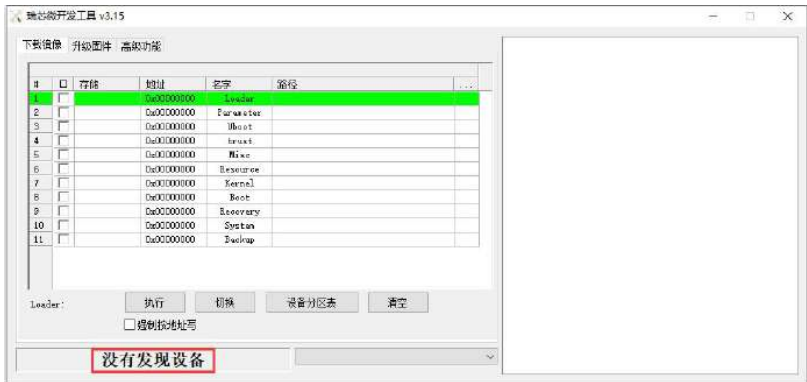 瑞芯微开发工具 v3.15
下载镜像 升级固件 高级功能
# 口 存储 地址 名字 路径 ...
1 0x00000000 Loader
2 0x00000000 Parameter
3 0x00000000 Uboot
4 0x00000000 trust
5 0x00000000 Misc
6 0x00000000 Resource
7 0x00000000 Kernel
8 0x00000000 Boot
9 0x00000000 Recovery
10 0x00000000 System
11 0x00000000 Backup
Loader: 执行 切换 设备分区表 清空
强制按地址写
没有发现设备